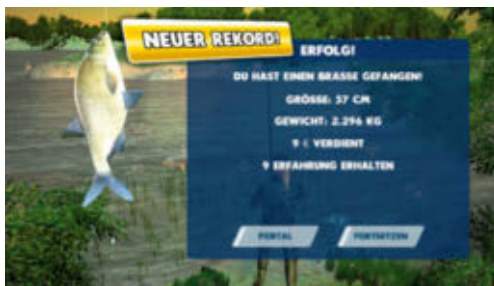 NEUER REKORD!
ERFOLG!
DU HAST EINEN BRASSE GEFANGEN!
GRÖSSE: 37 CM
GEWICHT: 2.296 KG
9 € VERDIENT
9 ERFAHRUNG ERHALTEN
PORTAL
FORTSETZEN